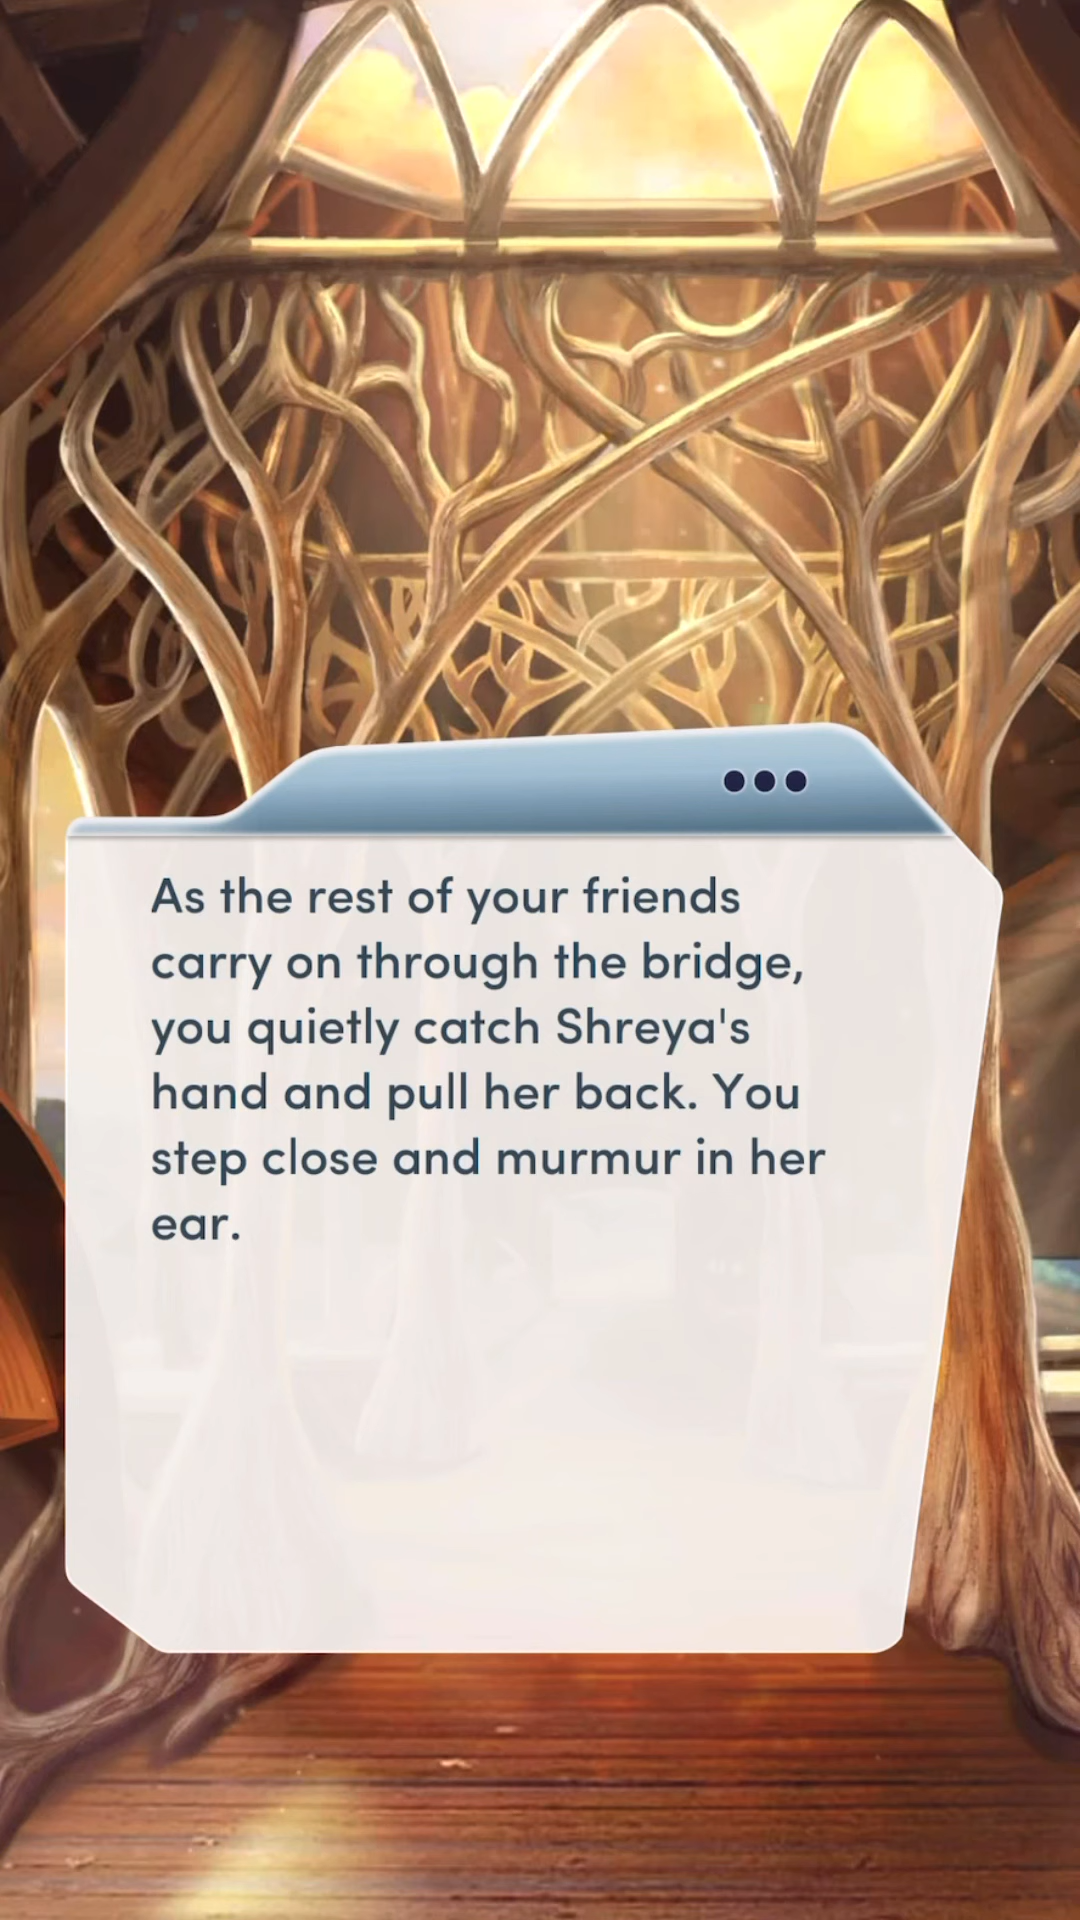 As the rest of your friends
carry on through the bridge,
you quietly catch Shreya's
hand and pull her back. You
step close and murmur in her
ear.